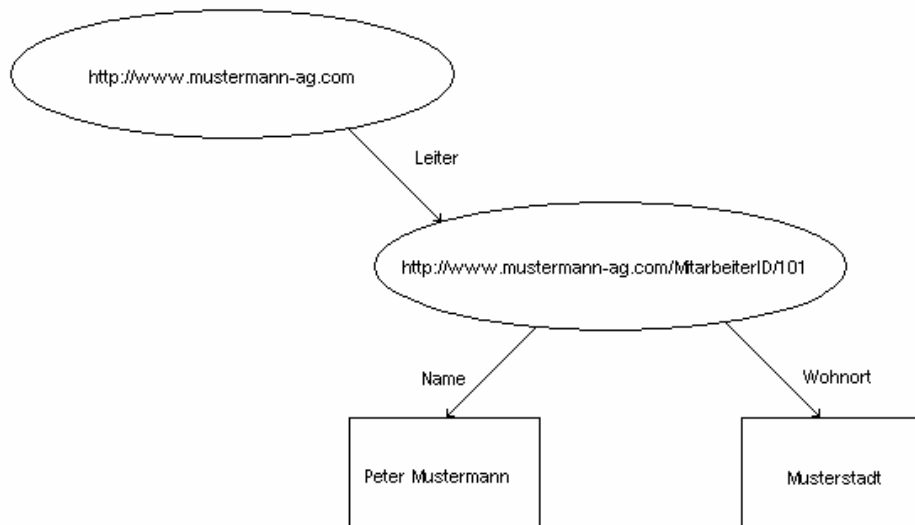 http://www.mustermann-ag.com
Leiter
http://www.mustermann-ag.com/MitarbeiterID/101
Name
Wohnort
Peter Mustermann
Musterstadt